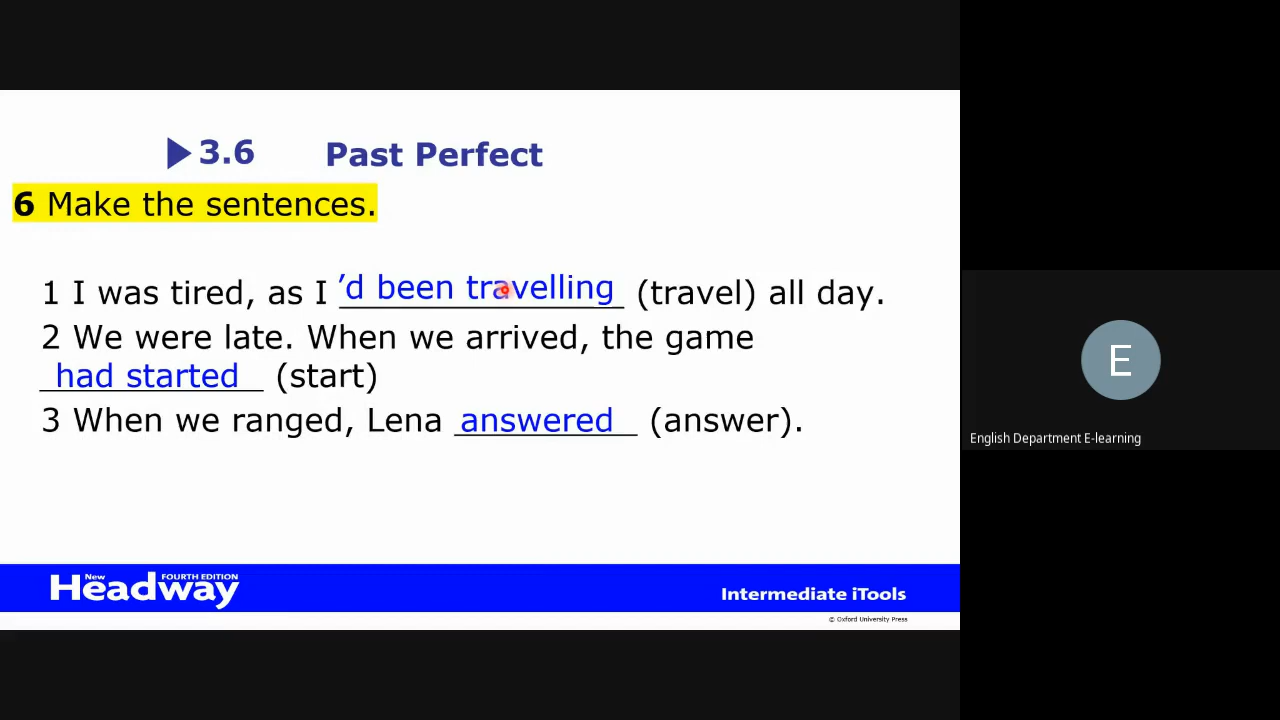 3.6 Past Perfect
6 Make the sentences.
1 I was tired, as I ’d been travelling (travel) all day.
2 We were late. When we arrived, the game
had started (start)
3 When we ranged, Lena answered (answer).
New Headway FOURTH EDITION
Intermediate iTools
© Oxford University Press
E
English Department E-learning